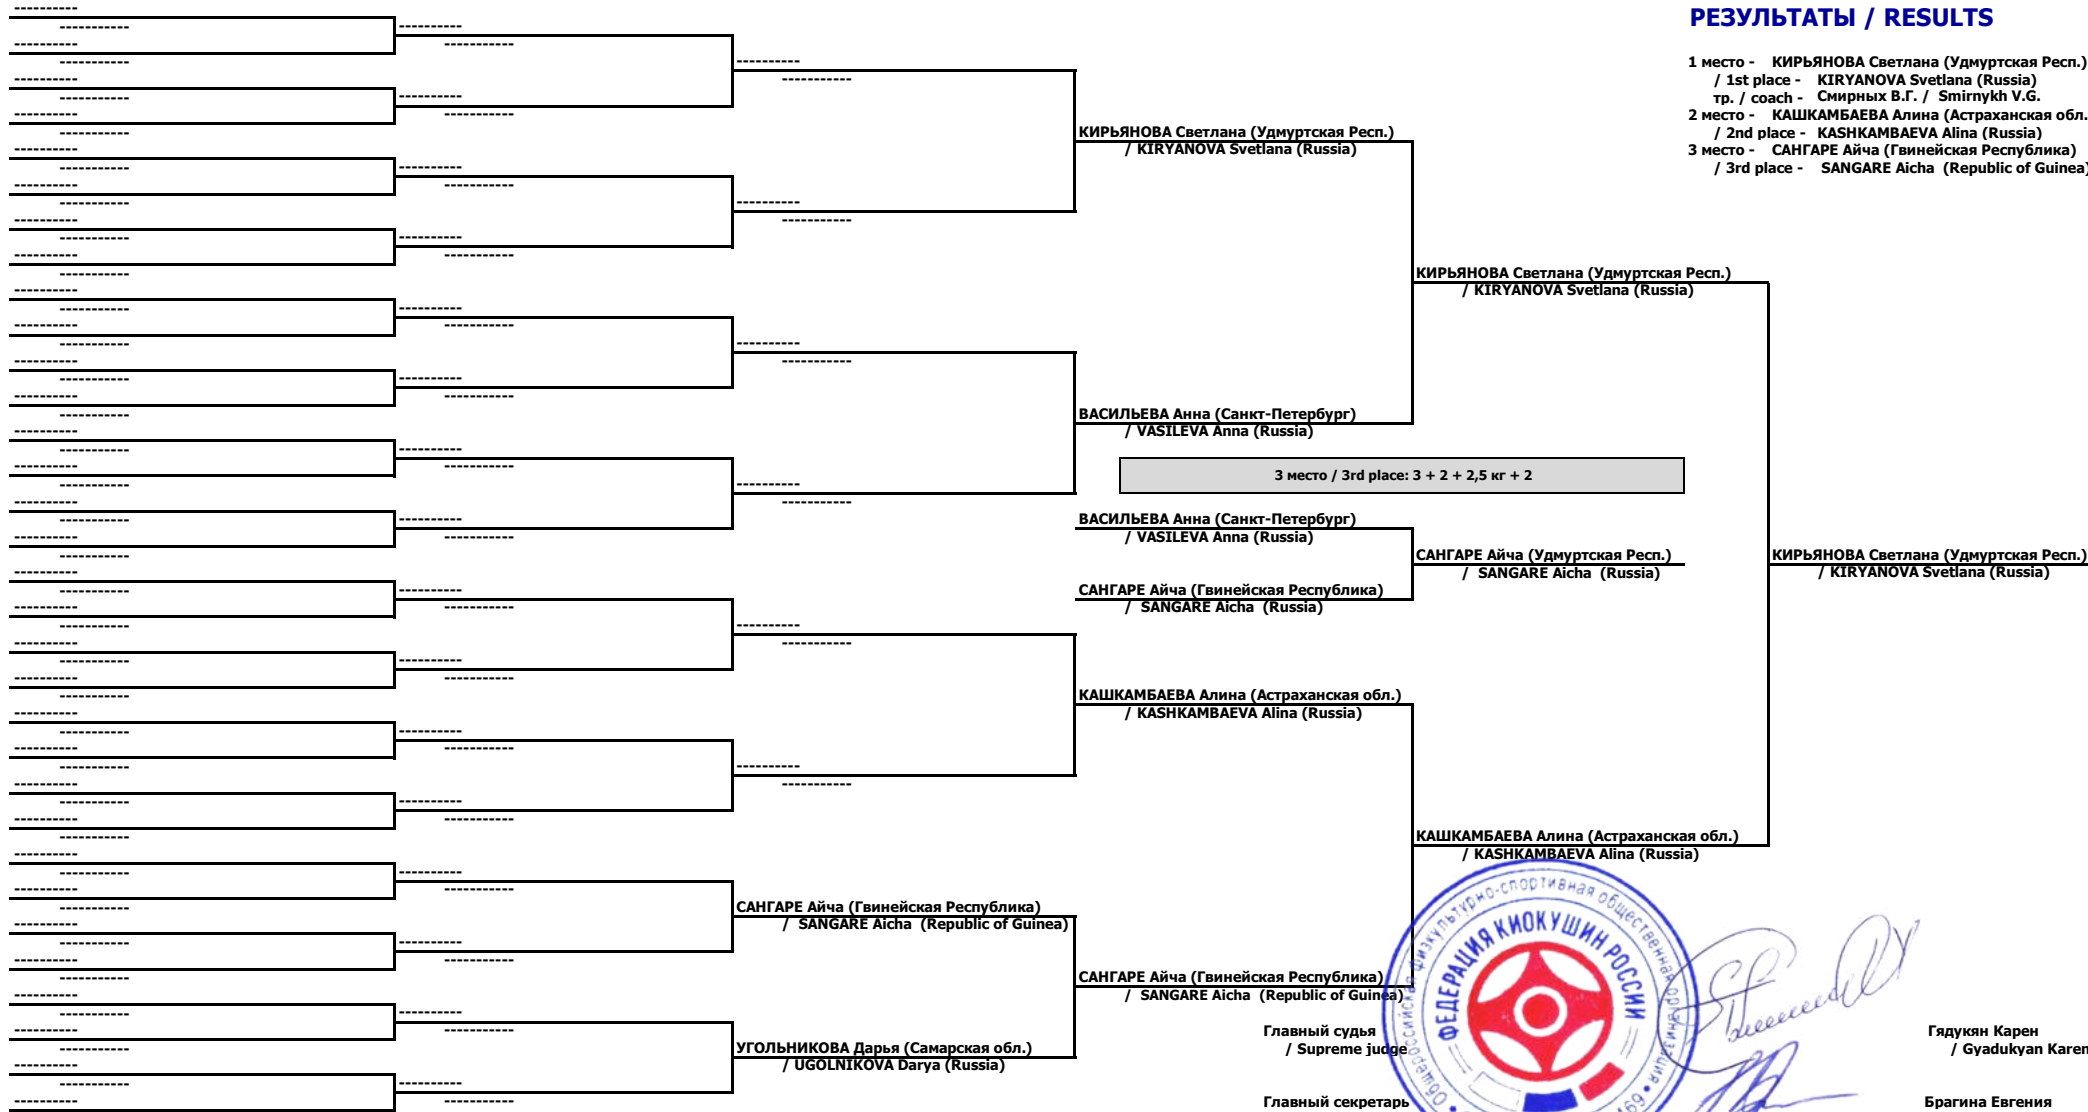 РЕЗУЛЬТАТЫ / RESULTS
1 место - КИРЬЯНОВА Светлана (Удмуртская Респ.)
/ 1st place - KIRYANOVA Svetlana (Russia)
тр. / coach - Смирных В.Г. / Smirnykh V.G.
2 место - КАШКАМБАЕВА Алина (Астраханская обл.
/ 2nd place - KASHKAMBAEVA Alina (Russia)
3 место - САНГАРЕ Айча (Гвинейская Республика)
/ 3rd place - SANGARE Aicha (Republic of Guinea)
КИРЬЯНОВА Светлана (Удмуртская Респ.)
/ KIRYANOVA Svetlana (Russia)
КИРЬЯНОВА Светлана (Удмуртская Респ.)
/ KIRYANOVA Svetlana (Russia)
ВАСИЛЬЕВА Анна (Санкт-Петербург)
/ VASILEVA Anna (Russia)
3 место / 3rd place: 3 + 2 + 2,5 кг + 2
ВАСИЛЬЕВА Анна (Санкт-Петербург)
/ VASILEVA Anna (Russia)
САНГАРЕ Айча (Удмуртская Респ.)
/ SANGARE Aicha (Russia)
КИРЬЯНОВА Светлана (Удмуртская Респ.)
/ KIRYANOVA Svetlana (Russia)
САНГАРЕ Айча (Гвинейская Республика)
/ SANGARE Aicha (Russia)
КАШКАМБАЕВА Алина (Астраханская обл.)
/ KASHKAMBAEVA Alina (Russia)
КАШКАМБАЕВА Алина (Астраханская обл.)
/ KASHKAMBAEVA Alina (Russia)
САНГАРЕ Айча (Гвинейская Республика)
/ SANGARE Aicha (Republic of Guinea)
САНГАРЕ Айча (Гвинейская Республика)
/ SANGARE Aicha (Republic of Guinea)
УГОЛЬНИКОВА Дарья (Самарская обл.)
/ UGOLNIKOVA Darya (Russia)
Общероссийская физкультурно-спортивная общественная организация
ФЕДЕРАЦИЯ КИОКУШИН РОССИИ
Главный судья
/ Supreme judge
Гядукян Карен
/ Gyadukyan Karen
Главный секретарь
Брагина Евгения